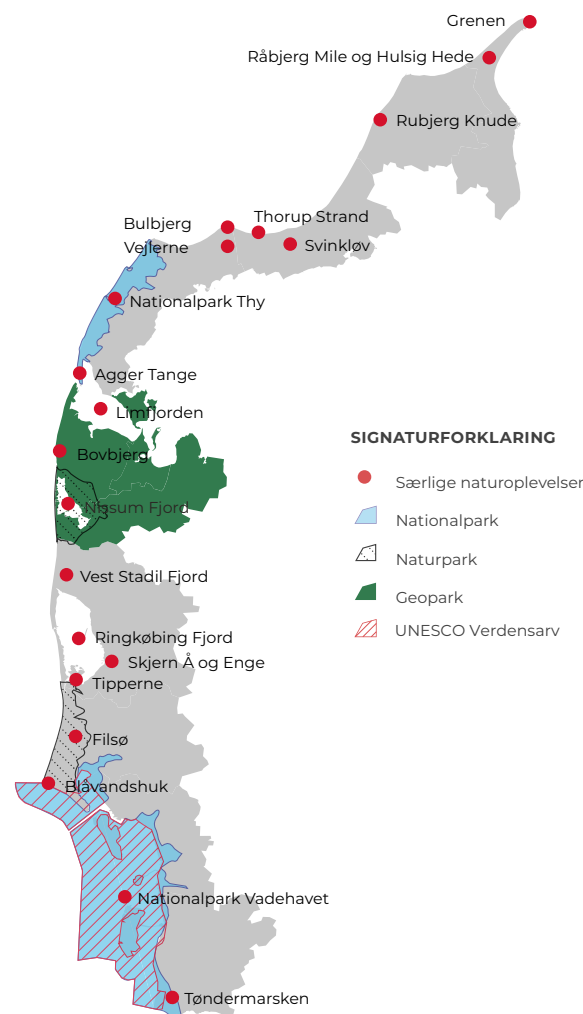 Grenen
Råbjerg Mile og Hulsig Hede
Rubjerg Knude
Thorup Strand
Bulbjerg
Svinkløv
Vejlerne
Nationalpark Thy
Agger Tange
Limfjorden
SIGNATURFORKLARING
Bovbjerg
Særlige naturoplevelser
Nissum Fjord
Nationalpark
Naturpark
Vest Stadil Fjord
Geopark
UNESCO Verdensarv
Ringkøbing Fjord
Skjern Å og Enge
Tipperne
Filsø
Blåvandshuk
Nationalpark Vadehavet
Tøndermarsken